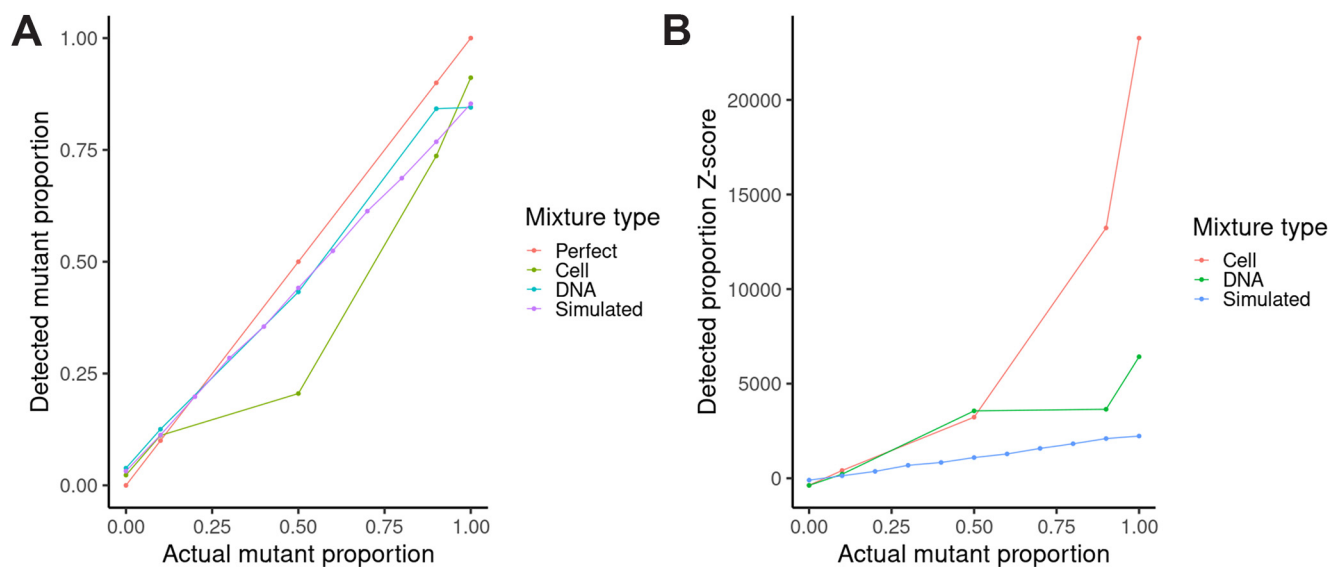 A
Detected mutant proportion
1.00
0.75
0.50
0.25
0.00
0.00 0.25 0.50 0.75 1.00
Actual mutant proportion
Mixture type
Perfect
Cell
DNA
Simulated
B
Detected proportion Z-score
20000
15000
10000
5000
0
0.00 0.25 0.50 0.75 1.00
Actual mutant proportion
Mixture type
Cell
DNA
Simulated